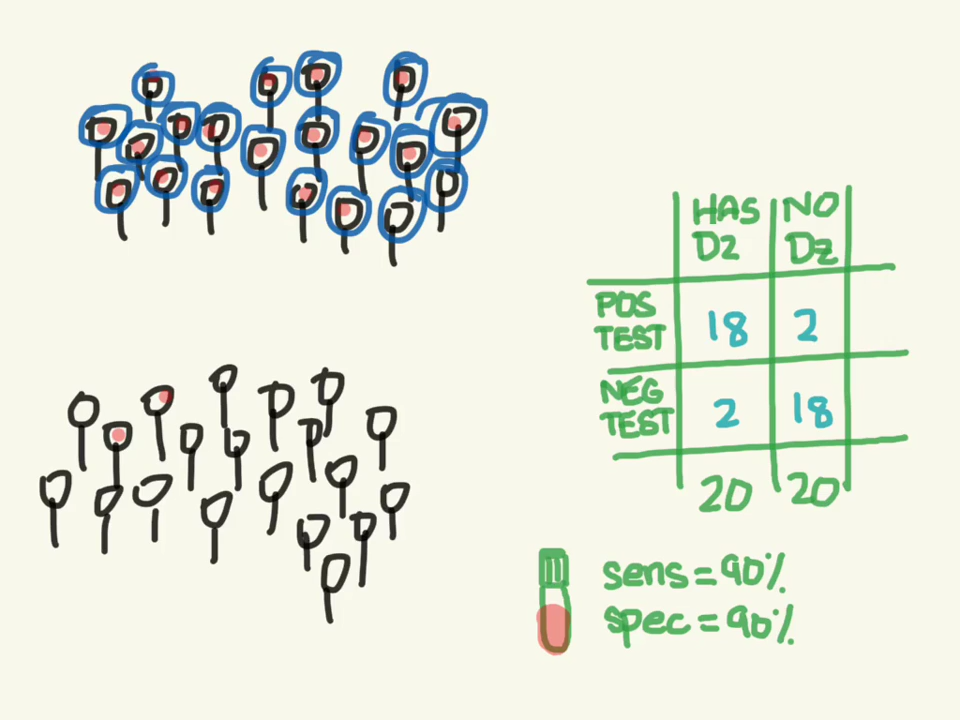 HAS NO
Dz Dz
POS
TEST 18 2
NEG
TEST 2 18
20 20
sens = 90%
spec = 90%